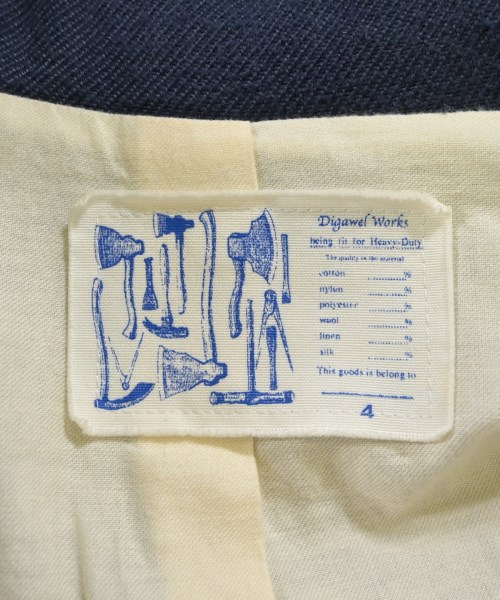 Digawel Works
being fit for Heavy-Duty
The quality is the material
cotton ............%
nylon ............%
polyester ............%
wool ............%
linen ............%
silk ............%
This goods is belong to
4